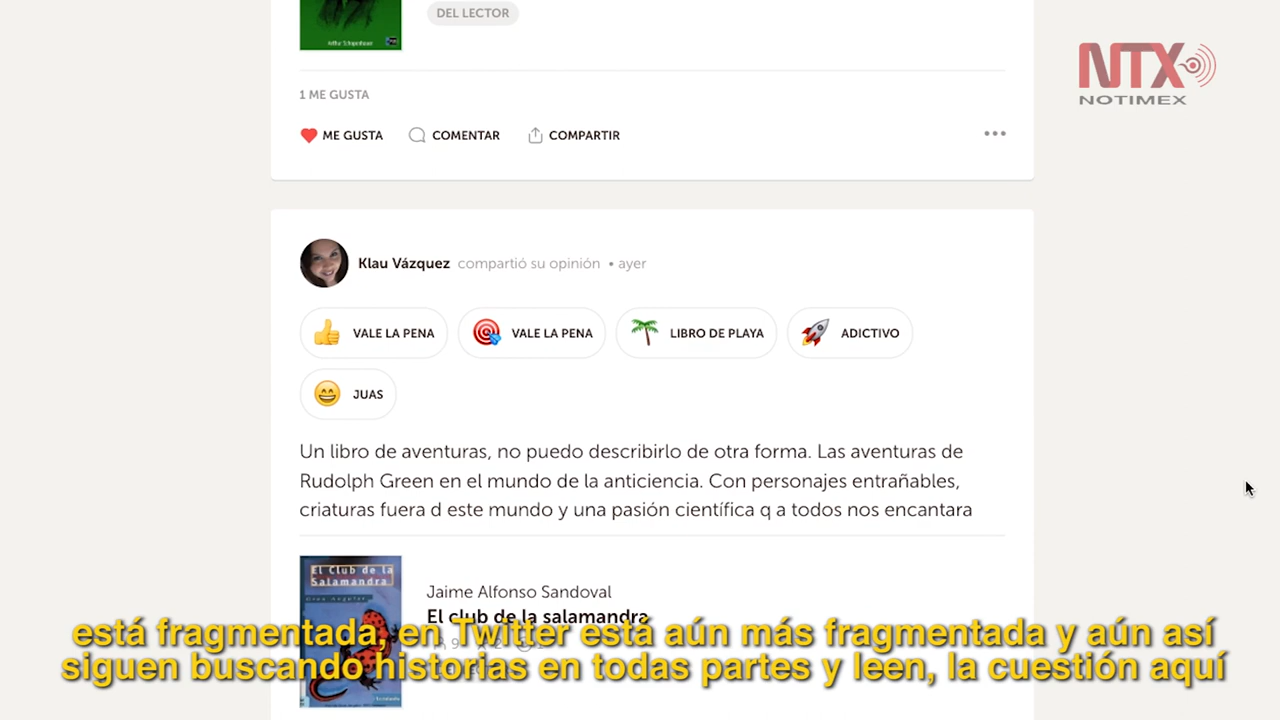 DEL LECTOR
Arthur Schopenhauer
NTX
NOTIMEX
1 ME GUSTA
ME GUSTA COMENTAR COMPARTIR
Klau Vázquez compartió su opinión • ayer
VALE LA PENA VALE LA PENA LIBRO DE PLAYA ADICTIVO
JUAS
Un libro de aventuras, no puedo describirlo de otra forma. Las aventuras de
Rudolph Green en el mundo de la anticiencia. Con personajes entrañables,
criaturas fuera d este mundo y una pasión científica q a todos nos encantara
El Club de la
Salamandra
Jaime Alfonso Sandoval
El club de la salamandra
está fragmentada, en Twitter está aún más fragmentada y aún así
siguen buscando historias en todas partes y leen, la cuestión aquí